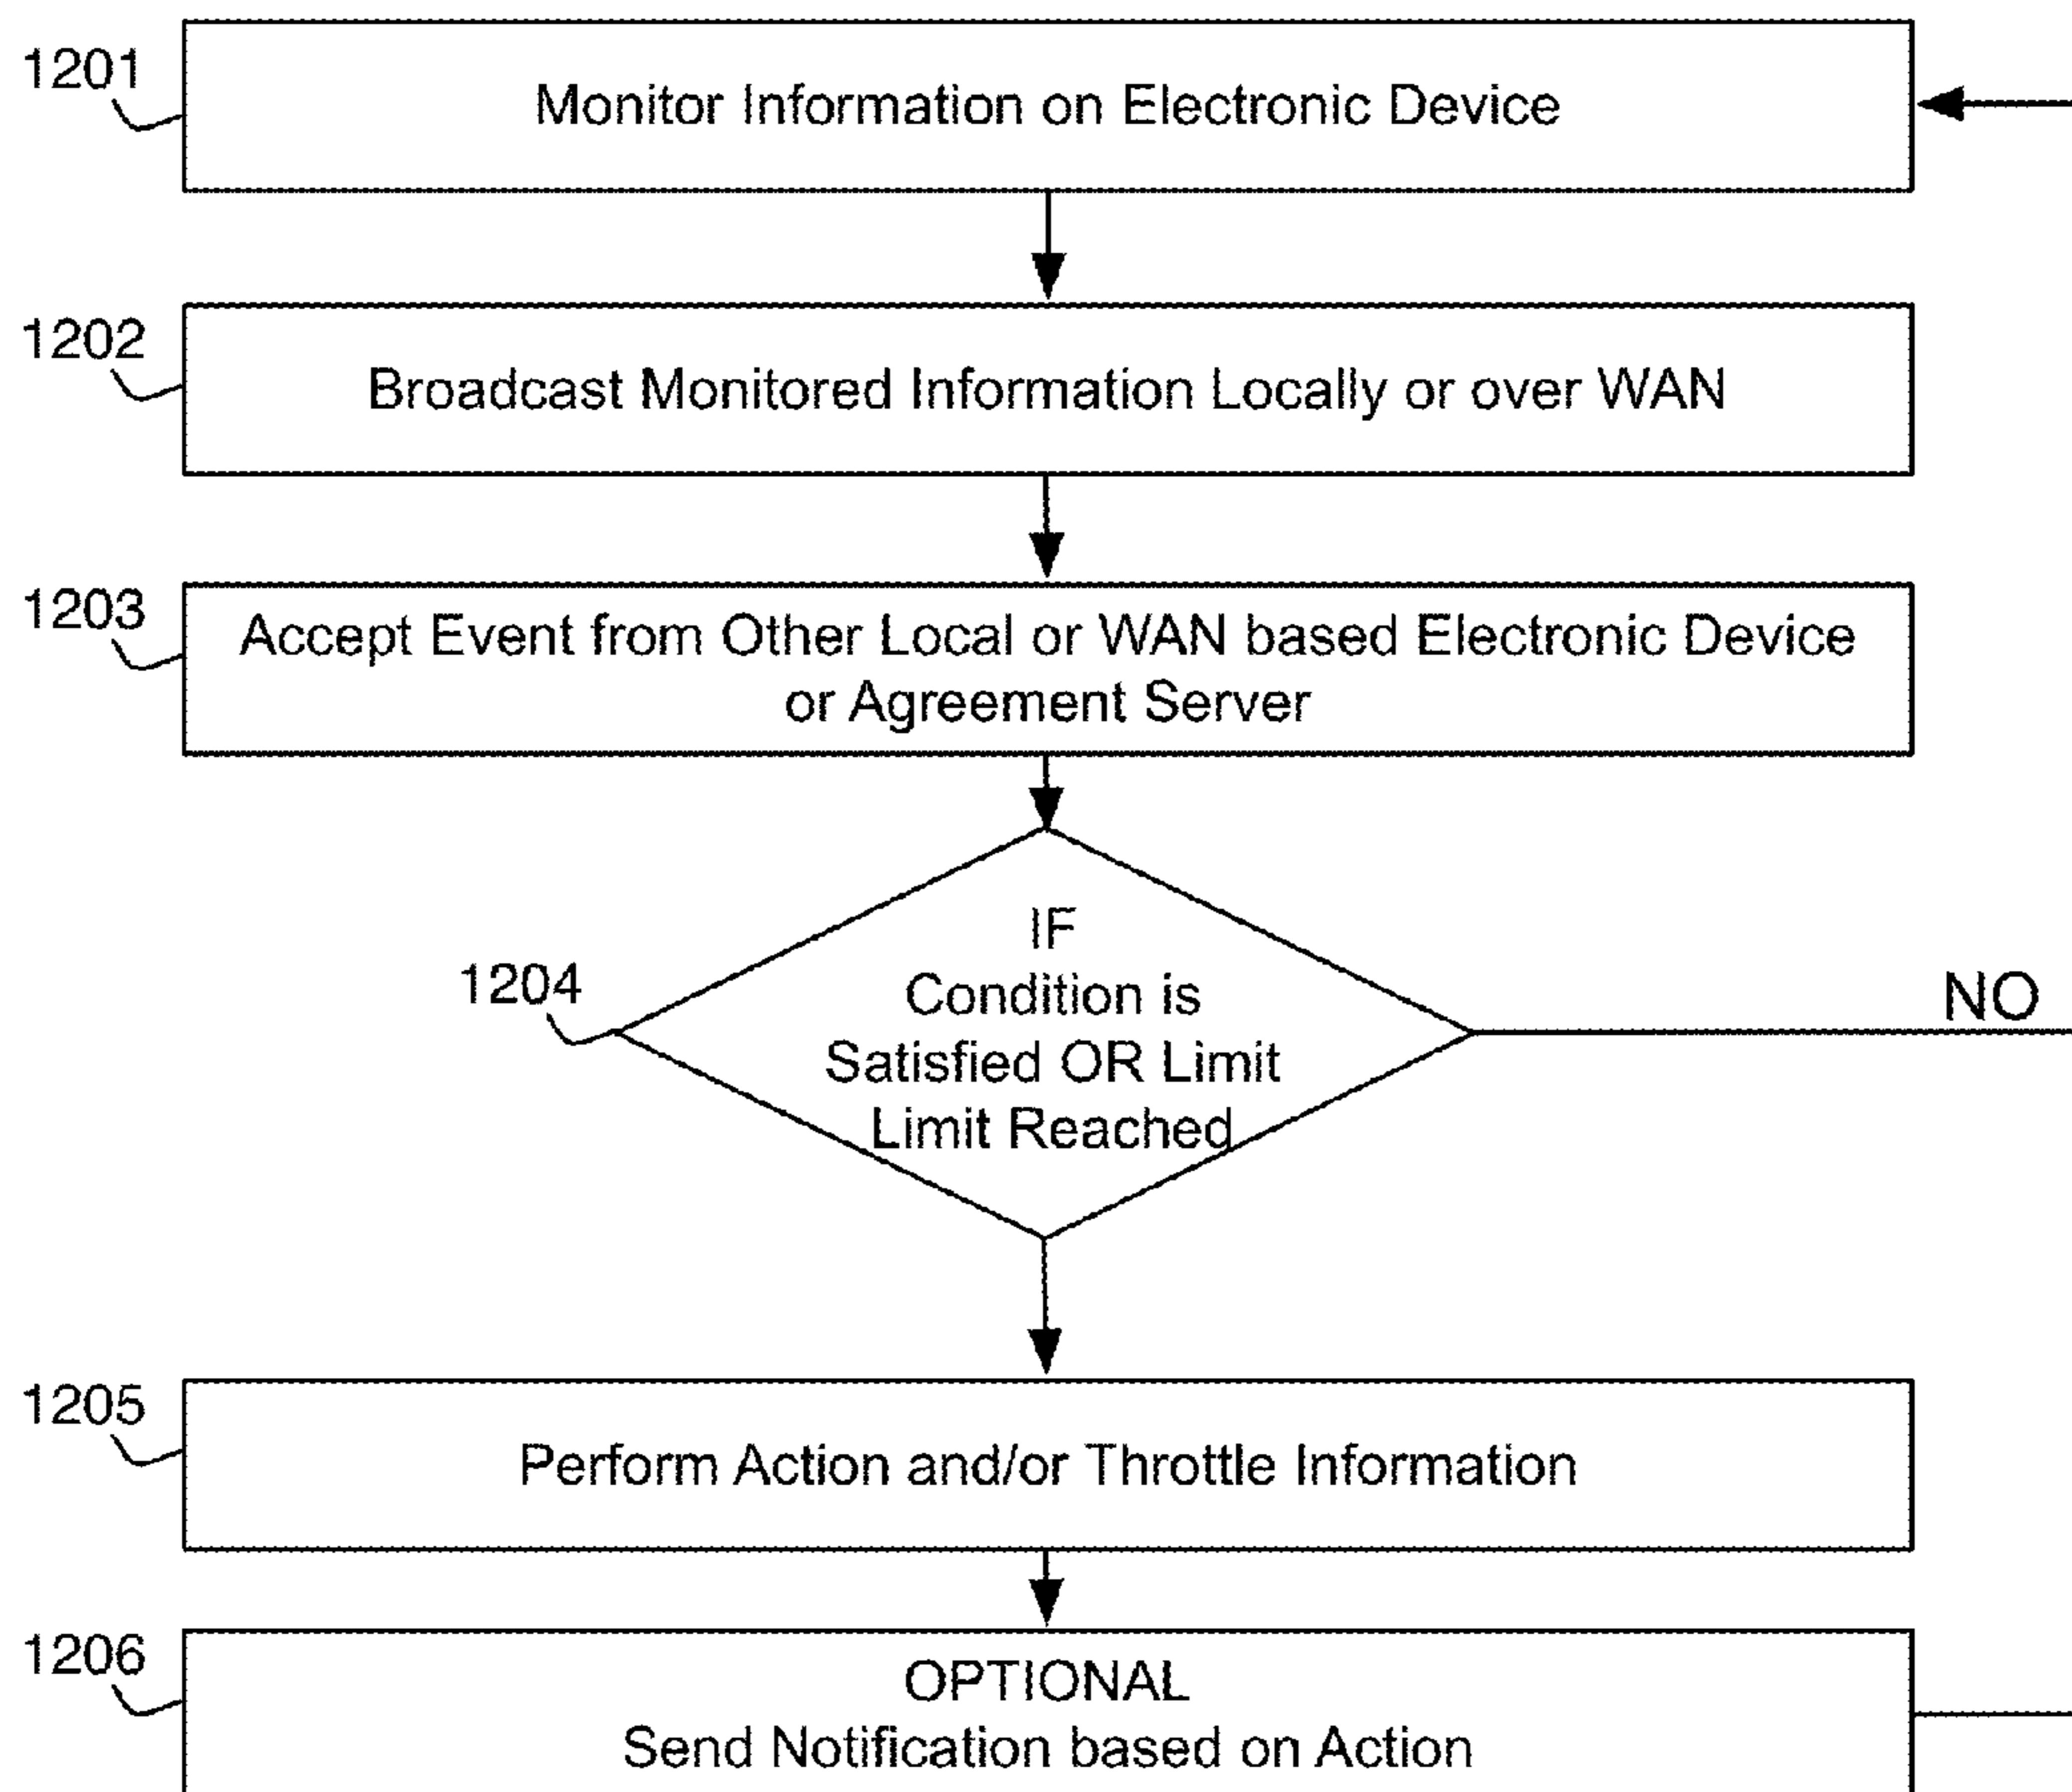 1201
Monitor Information on Electronic Device
1202
Broadcast Monitored Information Locally or over WAN
1203
Accept Event from Other Local or WAN based Electronic Device
or Agreement Server
1204
IF
Condition is
Satisfied OR Limit
Limit Reached
NO
1205
Perform Action and/or Throttle Information
1206
OPTIONAL
Send Notification based on Action